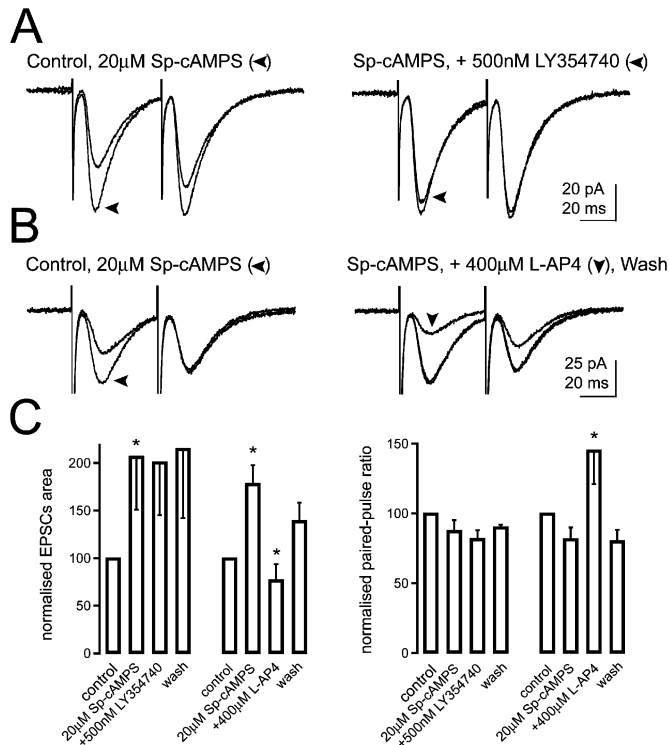 A
Control, 20µM Sp-cAMPS (➤)
Sp-cAMPS, + 500nM LY354740 (➤)
20 pA
20 ms
B
Control, 20µM Sp-cAMPS (➤)
Sp-cAMPS, + 400µM L-AP4 (➤), Wash
25 pA
20 ms
C
normalised EPSCs area
200
150
100
50
0
*
*
*
control
20µM Sp-cAMPS
+500nM LY354740
wash
control
20µM Sp-cAMPS
+400µM L-AP4
wash
normalised paired-pulse ratio
150
100
50
0
*
control
20µM Sp-cAMPS
+500nM LY354740
wash
control
20µM Sp-cAMPS
+400µM L-AP4
wash